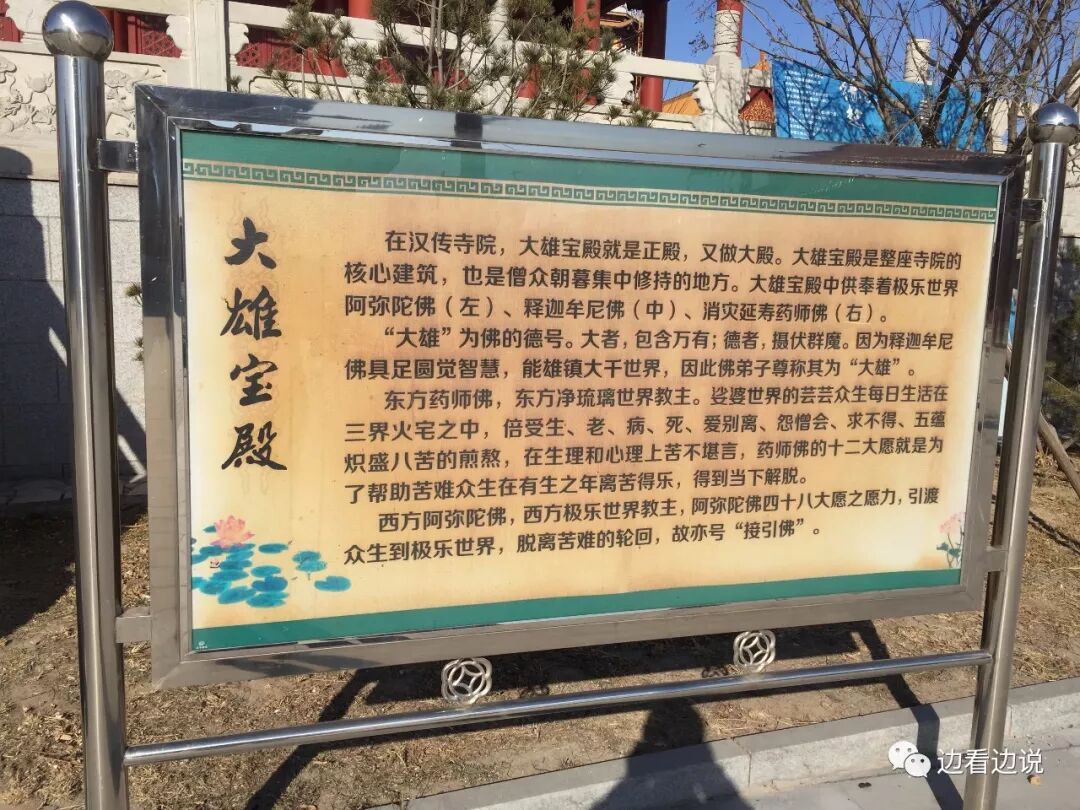 大雄宝殿
在汉传寺院，大雄宝殿就是正殿，又做大殿。大雄宝殿是整座寺院的
核心建筑，也是僧众朝暮集中修持的地方。大雄宝殿中供奉着极乐世界
阿弥陀佛（左）、释迦牟尼佛（中）、消灾延寿药师佛（右）。
“大雄”为佛的德号。大者，包含万有；德者，摄伏群魔。因为释迦牟尼
佛具足圆觉智慧，能雄镇大千世界，因此佛弟子尊称其为“大雄”。
东方药师佛，东方净琉璃世界教主。娑婆世界的芸芸众生每日生活在
三界火宅之中，倍受生、老、病、死、爱别离、怨憎会、求不得、五蕴
炽盛八苦的煎熬，在生理和心理上苦不堪言，药师佛的十二大愿就是为
了帮助苦难众生在有生之年离苦得乐，得到当下解脱。
西方阿弥陀佛，西方极乐世界教主，阿弥陀佛四十八大愿之愿力，引渡
众生到极乐世界，脱离苦难的轮回，故亦号“接引佛”。
边看边说